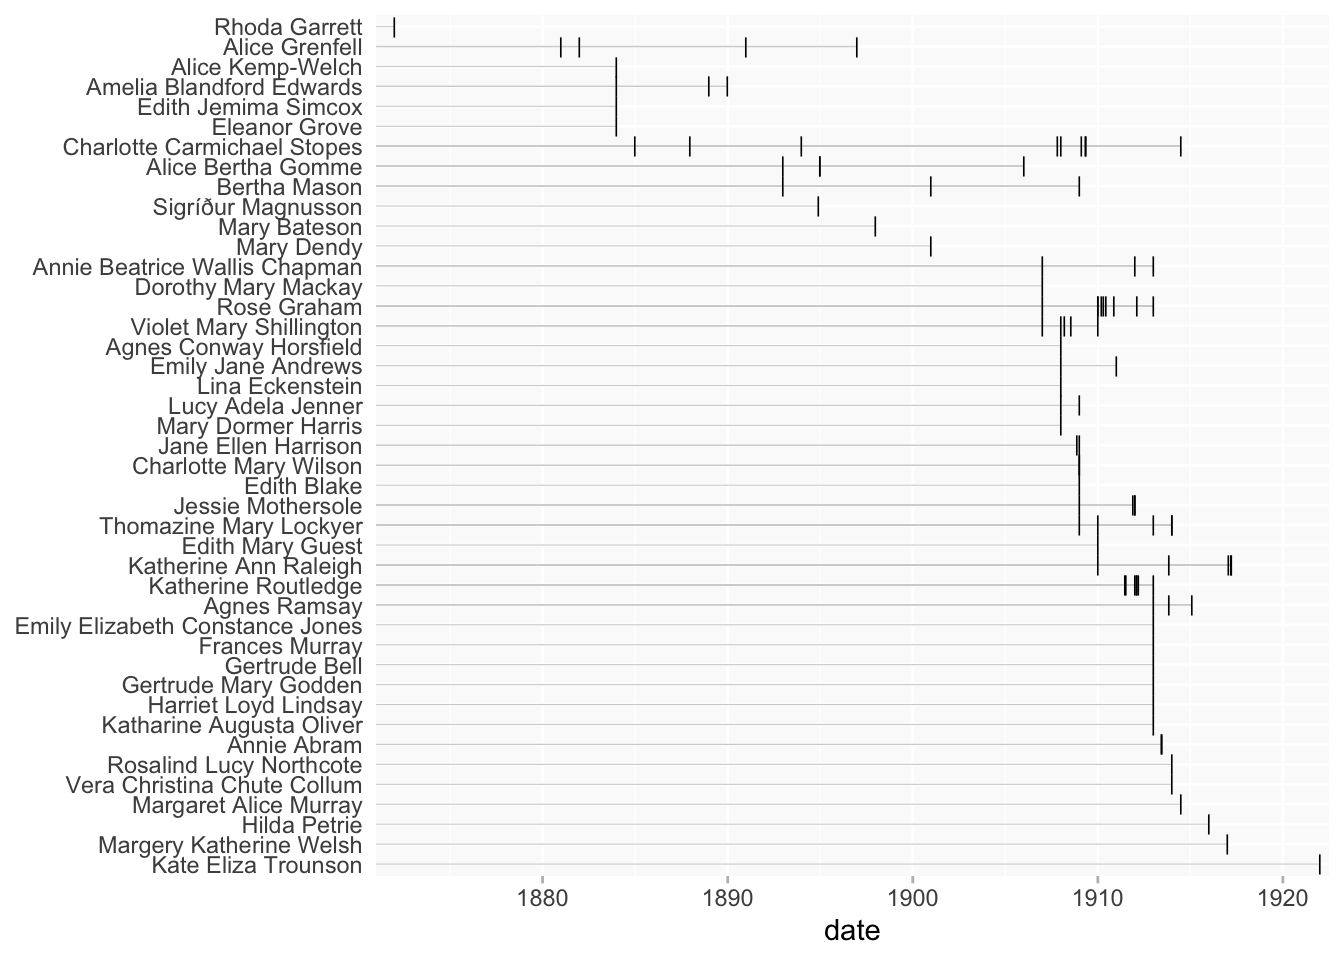 Rhoda Garrett
Alice Grenfell
Alice Kemp-Welch
Amelia Blandford Edwards
Edith Jemima Simcox
Eleanor Grove
Charlotte Carmichael Stopes
Alice Bertha Gomme
Bertha Mason
Sigríður Magnusson
Mary Bateson
Mary Dendy
Annie Beatrice Wallis Chapman
Dorothy Mary Mackay
Rose Graham
Violet Mary Shillington
Agnes Conway Horsfield
Emily Jane Andrews
Lina Eckenstein
Lucy Adela Jenner
Mary Dormer Harris
Jane Ellen Harrison
Charlotte Mary Wilson
Edith Blake
Jessie Mothersole
Thomazine Mary Lockyer
Edith Mary Guest
Katherine Ann Raleigh
Katherine Routledge
Agnes Ramsay
Emily Elizabeth Constance Jones
Frances Murray
Gertrude Bell
Gertrude Mary Godden
Harriet Loyd Lindsay
Katharine Augusta Oliver
Annie Abram
Rosalind Lucy Northcote
Vera Christina Chute Collum
Margaret Alice Murray
Hilda Petrie
Margery Katherine Welsh
Kate Eliza Trounson
1880 1890 1900 1910 1920
date